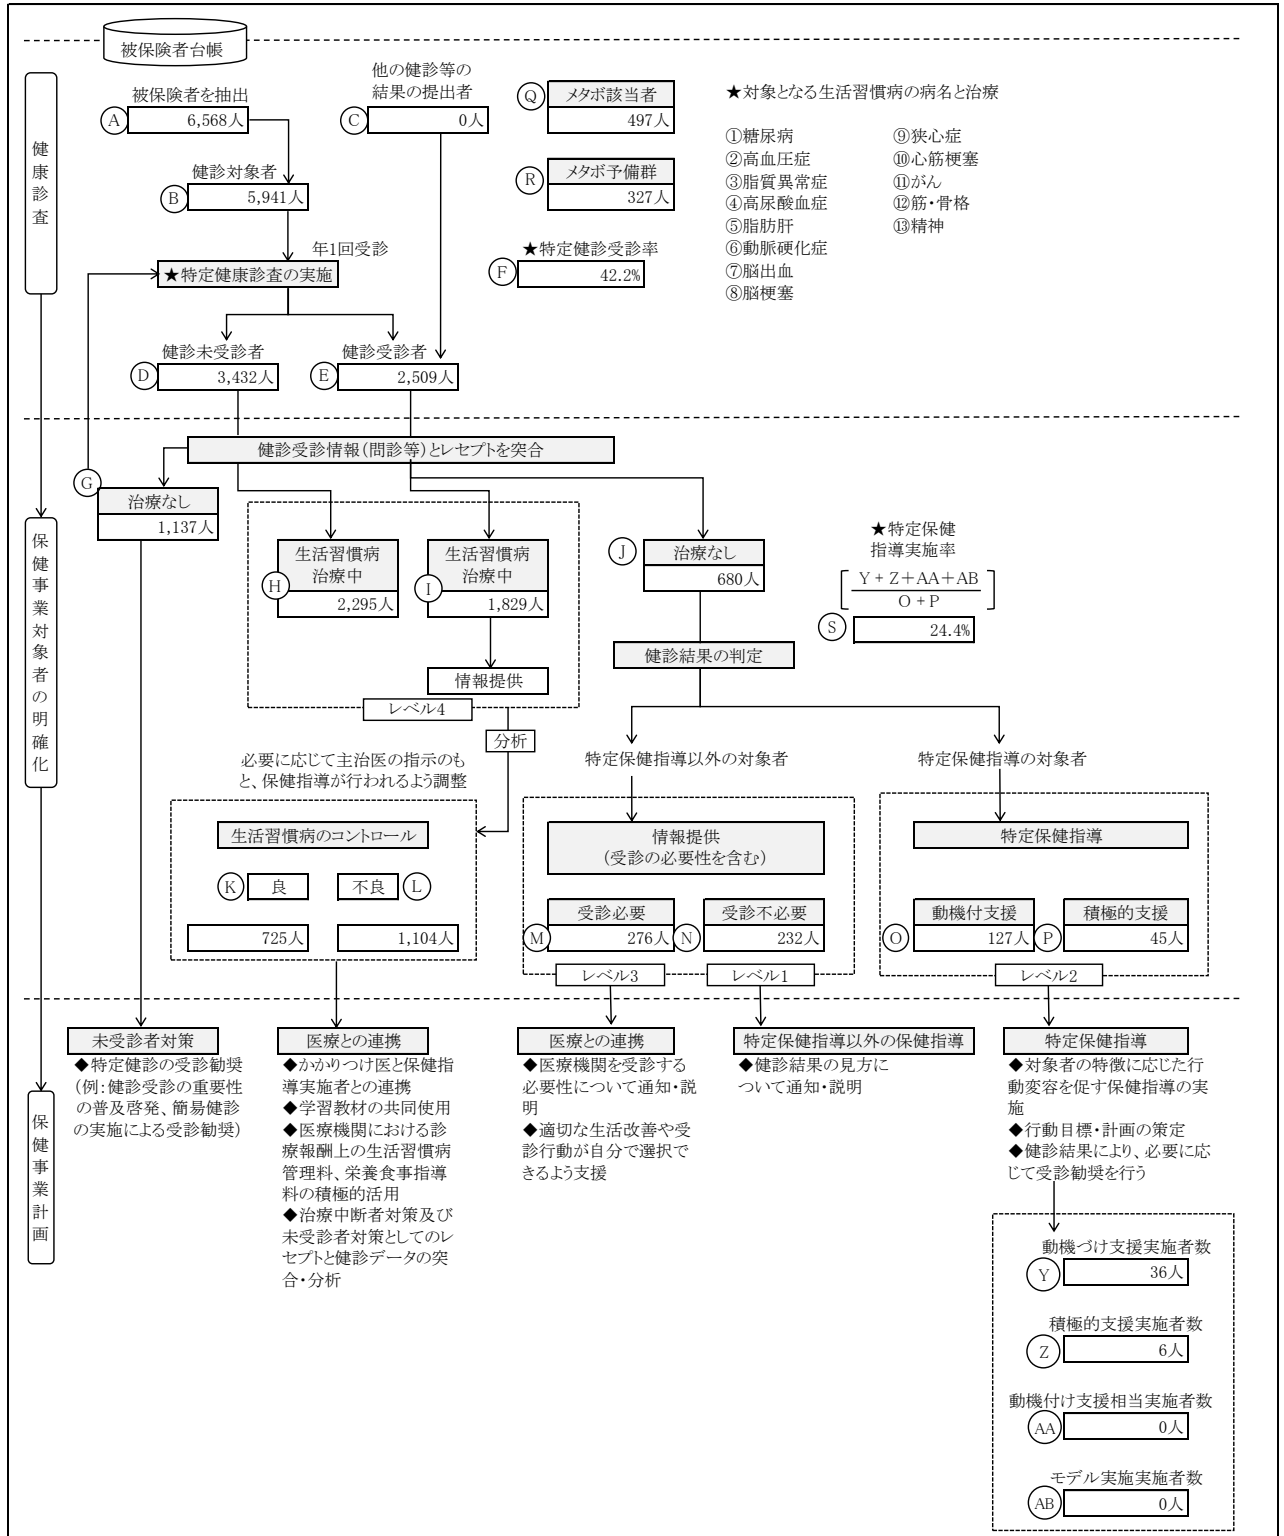 被保険者台帳
健康診査
被保険者を抽出
A
6,568人
他の健診等の
結果の提出者
C
0人
Q
メタボ該当者
497人
★対象となる生活習慣病の病名と治療
①糖尿病
②高血圧症
③脂質異常症
④高尿酸血症
⑤脂肪肝
⑥動脈硬化症
⑦脳出血
⑧脳梗塞
⑨狭心症
⑩心筋梗塞
⑪がん
⑫筋・骨格
⑬精神
健診対象者
B
5,941人
R
メタボ予備群
327人
年1回受診
★特定健康診査の実施
★特定健診受診率
F
42.2%
健診未受診者
D
3,432人
健診受診者
E
2,509人
保健事業対象者の明確化
健診受診情報(問診等)とレセプトを突合
G
治療なし
1,137人
生活習慣病
治療中
H
2,295人
生活習慣病
治療中
I
1,829人
情報提供
レベル4
J
治療なし
680人
★特定保健
指導実施率
Y + Z+AA+AB
O + P
S
24.4%
健診結果の判定
分析
必要に応じて主治医の指示のも
と、保健指導が行われるよう調整
特定保健指導以外の対象者
特定保健指導の対象者
生活習慣病のコントロール
K
良
不良
L
725人
1,104人
情報提供
(受診の必要性を含む)
受診必要
M
276人
受診不必要
N
232人
レベル3
レベル1
特定保健指導
動機付支援
O
127人
積極的支援
P
45人
レベル2
保健事業計画
未受診者対策
◆特定健診の受診勧奨
(例:健診受診の重要性
の普及啓発、簡易健診
の実施による受診勧奨)
医療との連携
◆かかりつけ医と保健指
導実施者との連携
◆学習教材の共同使用
◆医療機関における診
療報酬上の生活習慣病
管理料、栄養食事指導
料の積極的活用
◆治療中断者対策及び
未受診者対策としてのレ
セプトと健診データの突
合・分析
医療との連携
◆医療機関を受診する
必要性について通知・説
明
◆適切な生活改善や受
診行動が自分で選択で
きるよう支援
特定保健指導以外の保健指導
◆健診結果の見方に
ついて通知・説明
特定保健指導
◆対象者の特徴に応じた行
動変容を促す保健指導の実
施
◆行動目標・計画の策定
◆健診結果により、必要に応
じて受診勧奨を行う
動機づけ支援実施者数
Y
36人
積極的支援実施者数
Z
6人
動機付け支援相当実施者数
AA
0人
モデル実施実施者数
AB
0人